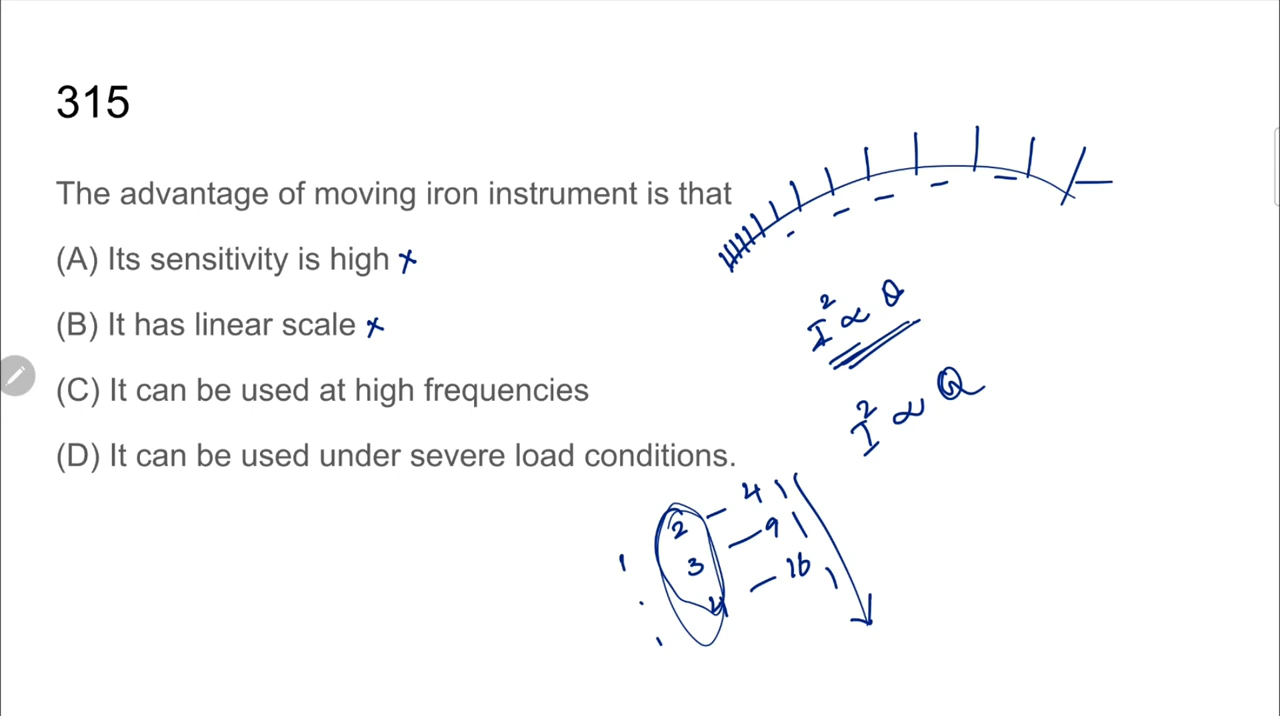 315
The advantage of moving iron instrument is that
(A) Its sensitivity is high ×
(B) It has linear scale ×
(C) It can be used at high frequencies
(D) It can be used under severe load conditions.
I² ∝ θ
I² ∝ Q
2 – 4
3 – 9
4 – 16